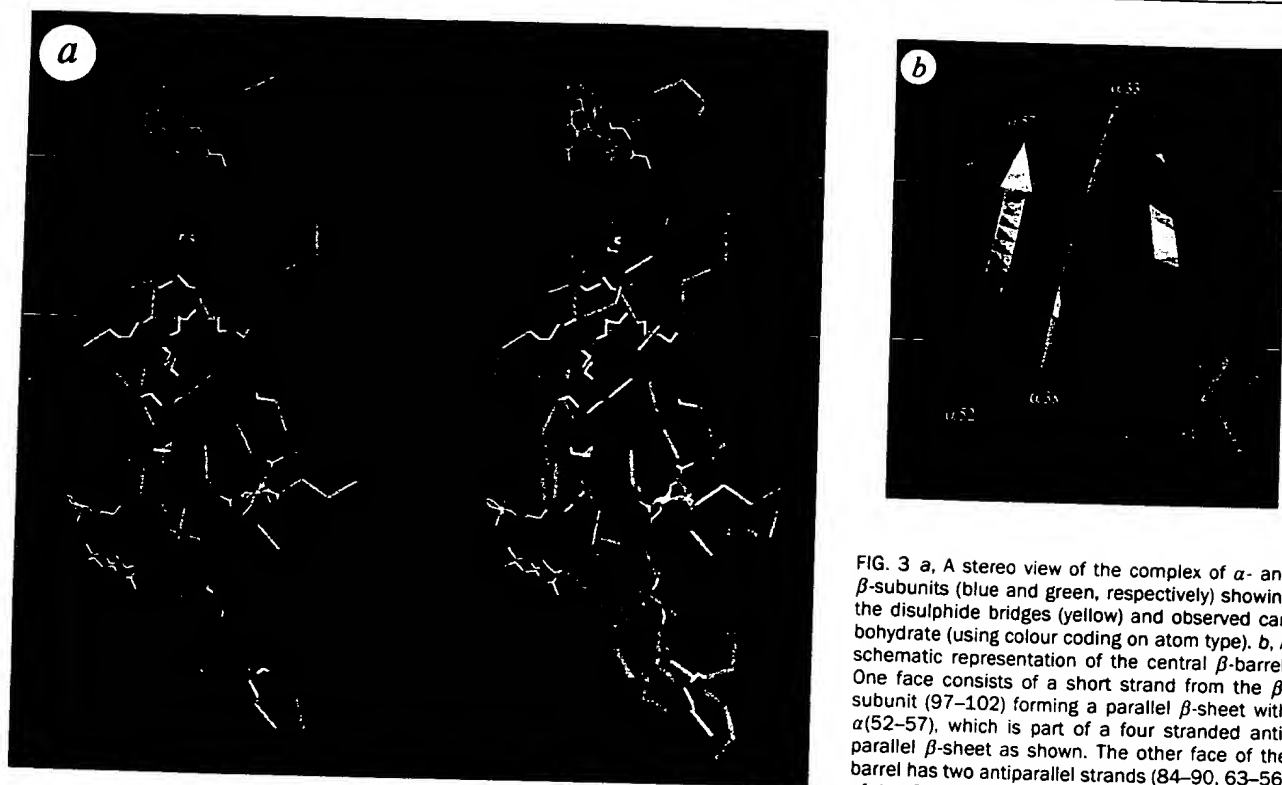 a
b
α33
α57
α52
α38
FIG. 3 a, A stereo view of the complex of α- an
β-subunits (blue and green, respectively) showin
the disulphide bridges (yellow) and observed car
bohydrate (using colour coding on atom type). b, A
schematic representation of the central β-barrel
One face consists of a short strand from the β
subunit (97–102) forming a parallel β-sheet with
α(52–57), which is part of a four stranded anti
parallel β-sheet as shown. The other face of the
barrel has two antiparallel strands (84–90, 63–56